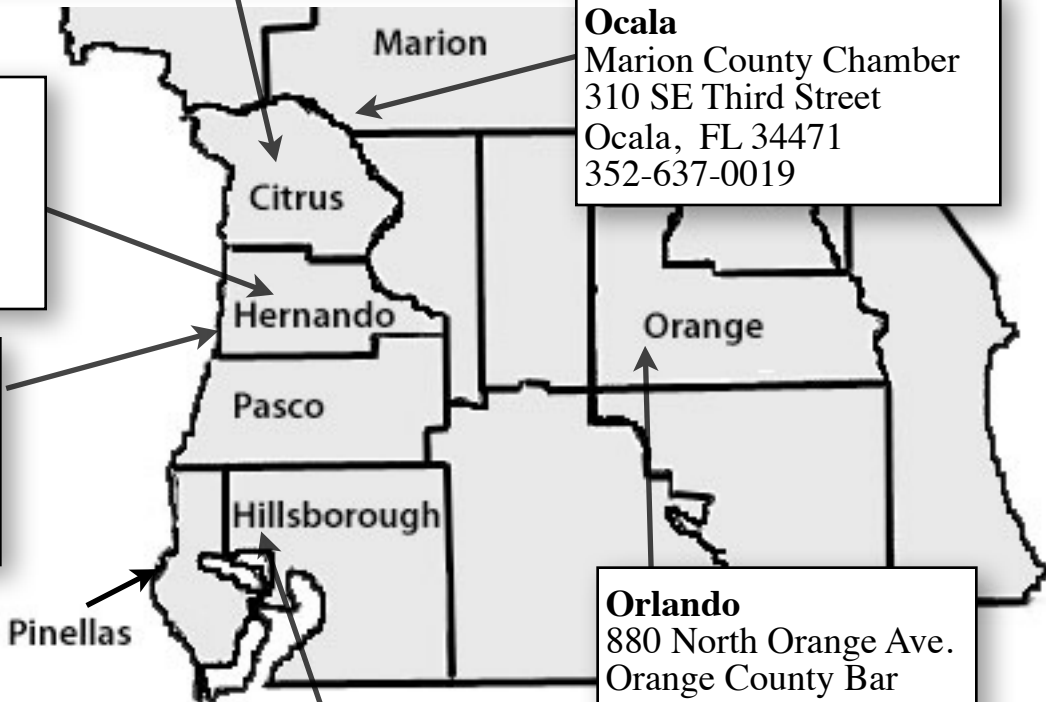 Ocala
Marion County Chamber
310 SE Third Street
Ocala, FL 34471
352-637-0019
Marion
Citrus
Hernando
Orange
Pasco
Hillsborough
Pinellas
Orlando
880 North Orange Ave.
Orange County Bar